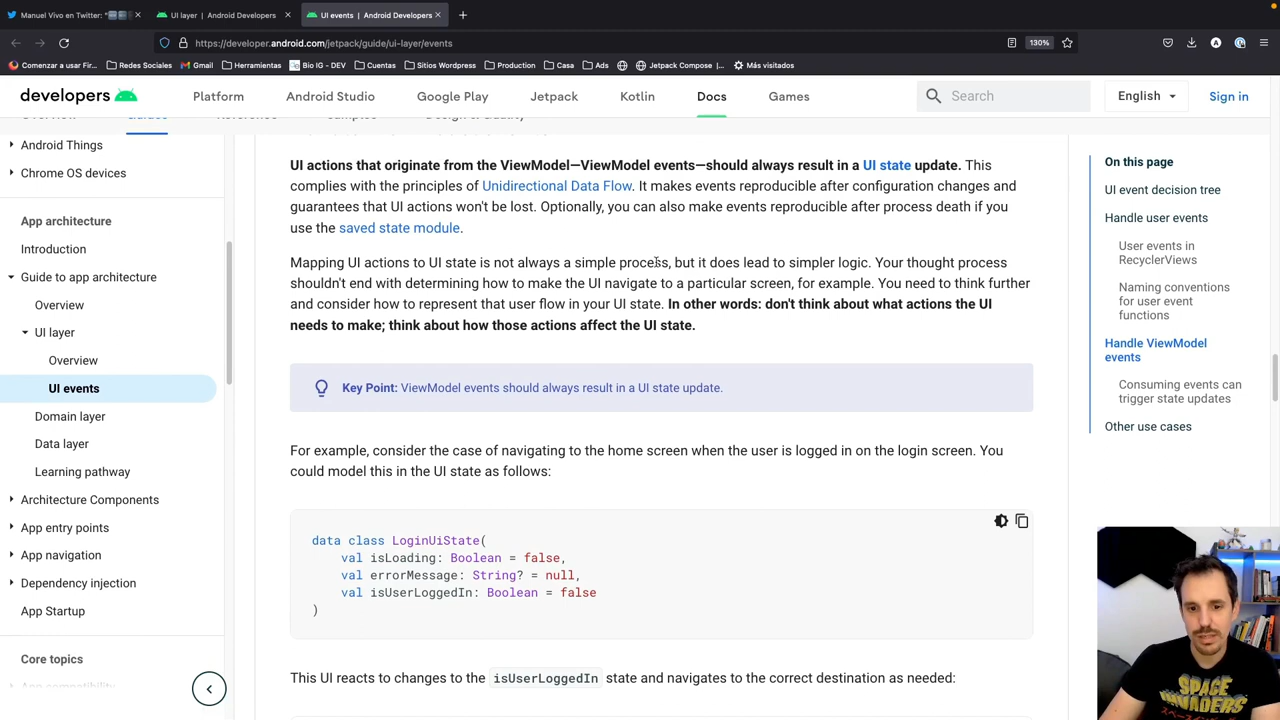 Manuel Vivo en Twitter: "
UI layer | Android Developers
UI events | Android Developers
https://developer.android.com/jetpack/guide/ui-layer/events
130%
Comenzar a usar Fir...
Redes Sociales
Gmail
Herramientas
Bio IG - DEV
Cuentas
Sitios Wordpress
Production
Casa
Ads
Jetpack Compose |...
Más visitados
developers
Platform
Android Studio
Google Play
Jetpack
Kotlin
Docs
Games
Search
English
Sign in
Android Things
Chrome OS devices
App architecture
Introduction
Guide to app architecture
Overview
UI layer
Overview
UI events
Domain layer
Data layer
Learning pathway
Architecture Components
App entry points
App navigation
Dependency injection
App Startup
Core topics
UI actions that originate from the ViewModel—ViewModel events—should always result in a UI state update. This
complies with the principles of Unidirectional Data Flow. It makes events reproducible after configuration changes and
guarantees that UI actions won't be lost. Optionally, you can also make events reproducible after process death if you
use the saved state module.
Mapping UI actions to UI state is not always a simple process, but it does lead to simpler logic. Your thought process
shouldn't end with determining how to make the UI navigate to a particular screen, for example. You need to think further
and consider how to represent that user flow in your UI state. In other words: don't think about what actions the UI
needs to make; think about how those actions affect the UI state.
Key Point: ViewModel events should always result in a UI state update.
For example, consider the case of navigating to the home screen when the user is logged in on the login screen. You
could model this in the UI state as follows:
data class LoginUiState(
val isLoading: Boolean = false,
val errorMessage: String? = null,
val isUserLoggedIn: Boolean = false
)
This UI reacts to changes to the isUserLoggedIn state and navigates to the correct destination as needed:
On this page
UI event decision tree
Handle user events
User events in
RecyclerViews
Naming conventions
for user event
functions
Handle ViewModel
events
Consuming events can
trigger state updates
Other use cases
SPACE
INVADERS